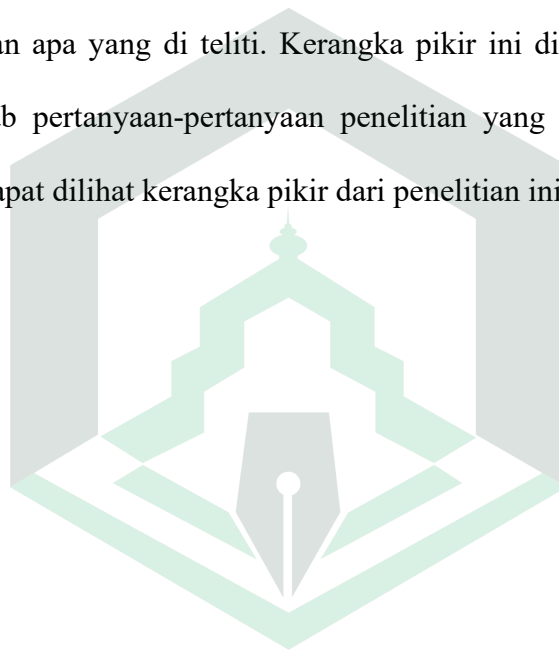 an apa yang di teliti. Kerangka pikir ini di
b pertanyaan-pertanyaan penelitian yang
apat dilihat kerangka pikir dari penelitian ini